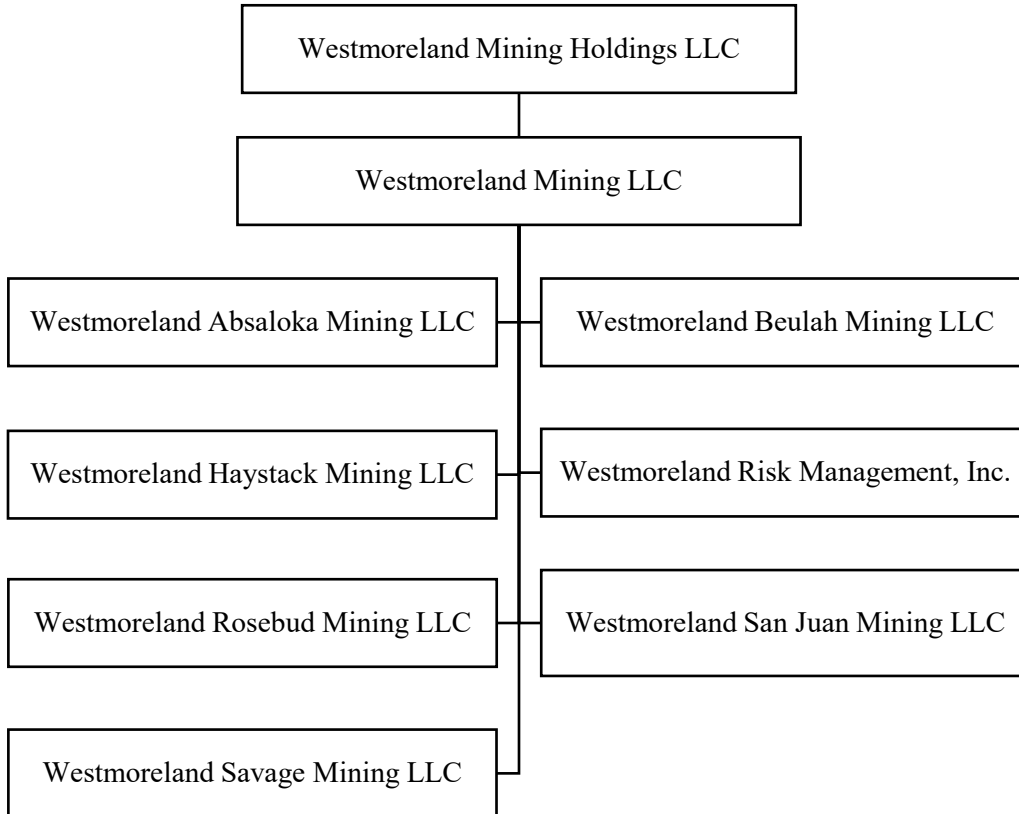 Westmoreland Mining Holdings LLC
Westmoreland Mining LLC
Westmoreland Absaloka Mining LLC
Westmoreland Beulah Mining LLC
Westmoreland Haystack Mining LLC
Westmoreland Risk Management, Inc.
Westmoreland Rosebud Mining LLC
Westmoreland San Juan Mining LLC
Westmoreland Savage Mining LLC